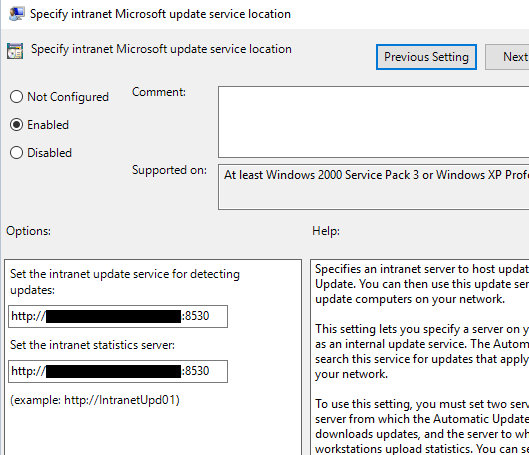 Specify intranet Microsoft update service location
Specify intranet Microsoft update service location
Previous Setting
Next
Not Configured
Enabled
Disabled
Comment:
Supported on:
At least Windows 2000 Service Pack 3 or Windows XP Profe
Options:
Help:
Set the intranet update service for detecting
updates:
http://
:8530
Set the intranet statistics server:
http://
:8530
(example: http://IntranetUpd01)
Specifies an intranet server to host updat
Update. You can then use this update ser
update computers on your network.
This setting lets you specify a server on y
as an internal update service. The Autom
search this service for updates that apply
your network.
To use this setting, you must set two serv
server from which the Automatic Update
downloads updates, and the server to wh
workstations upload statistics. You can se